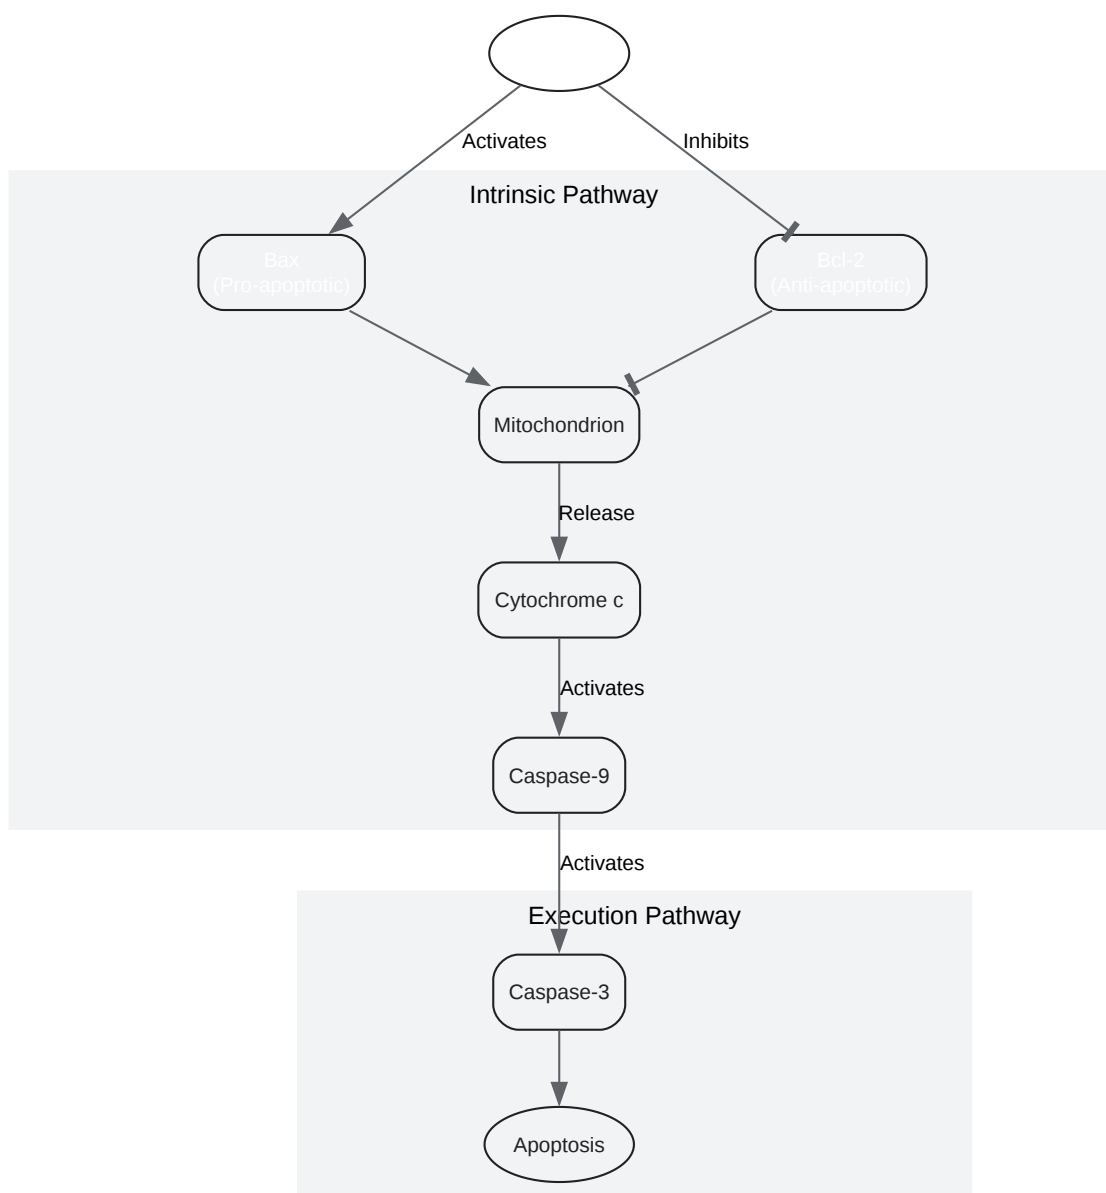 Activates
Inhibits
Intrinsic Pathway
Bax
(Pro-apoptotic)
Bcl-2
(Anti-apoptotic)
Mitochondrion
Release
Cytochrome c
Activates
Caspase-9
Activates
Execution Pathway
Caspase-3
Apoptosis